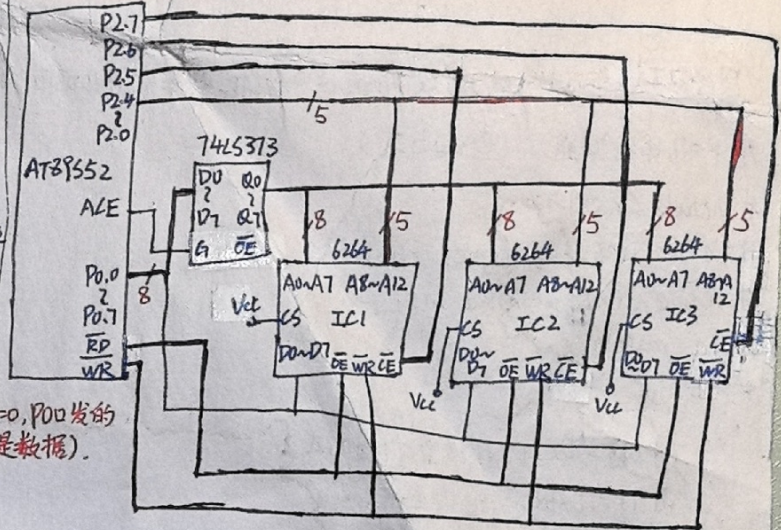 P2.7
P2.6
P2.5
P2.4
~
P2.0
AT89S52
ALE
P0.0
8
~
P0.7
RD
WR
=0,P0口发的
是数据).
74LS373
D0 Q0
~ ~
D7 Q7
G OE
5
8 5
8 5
8 5
6264
A0~A7 A8~A12
Vcc
CS IC1
D0~D7 OE WR CE
6264
A0~A7 A8~A12
CS IC2
D0~
D7 OE WR CE
Vcc
6264
A0~A7 A8~A
12
CS IC3
CE
D0
~D7 OE WR
Vcc